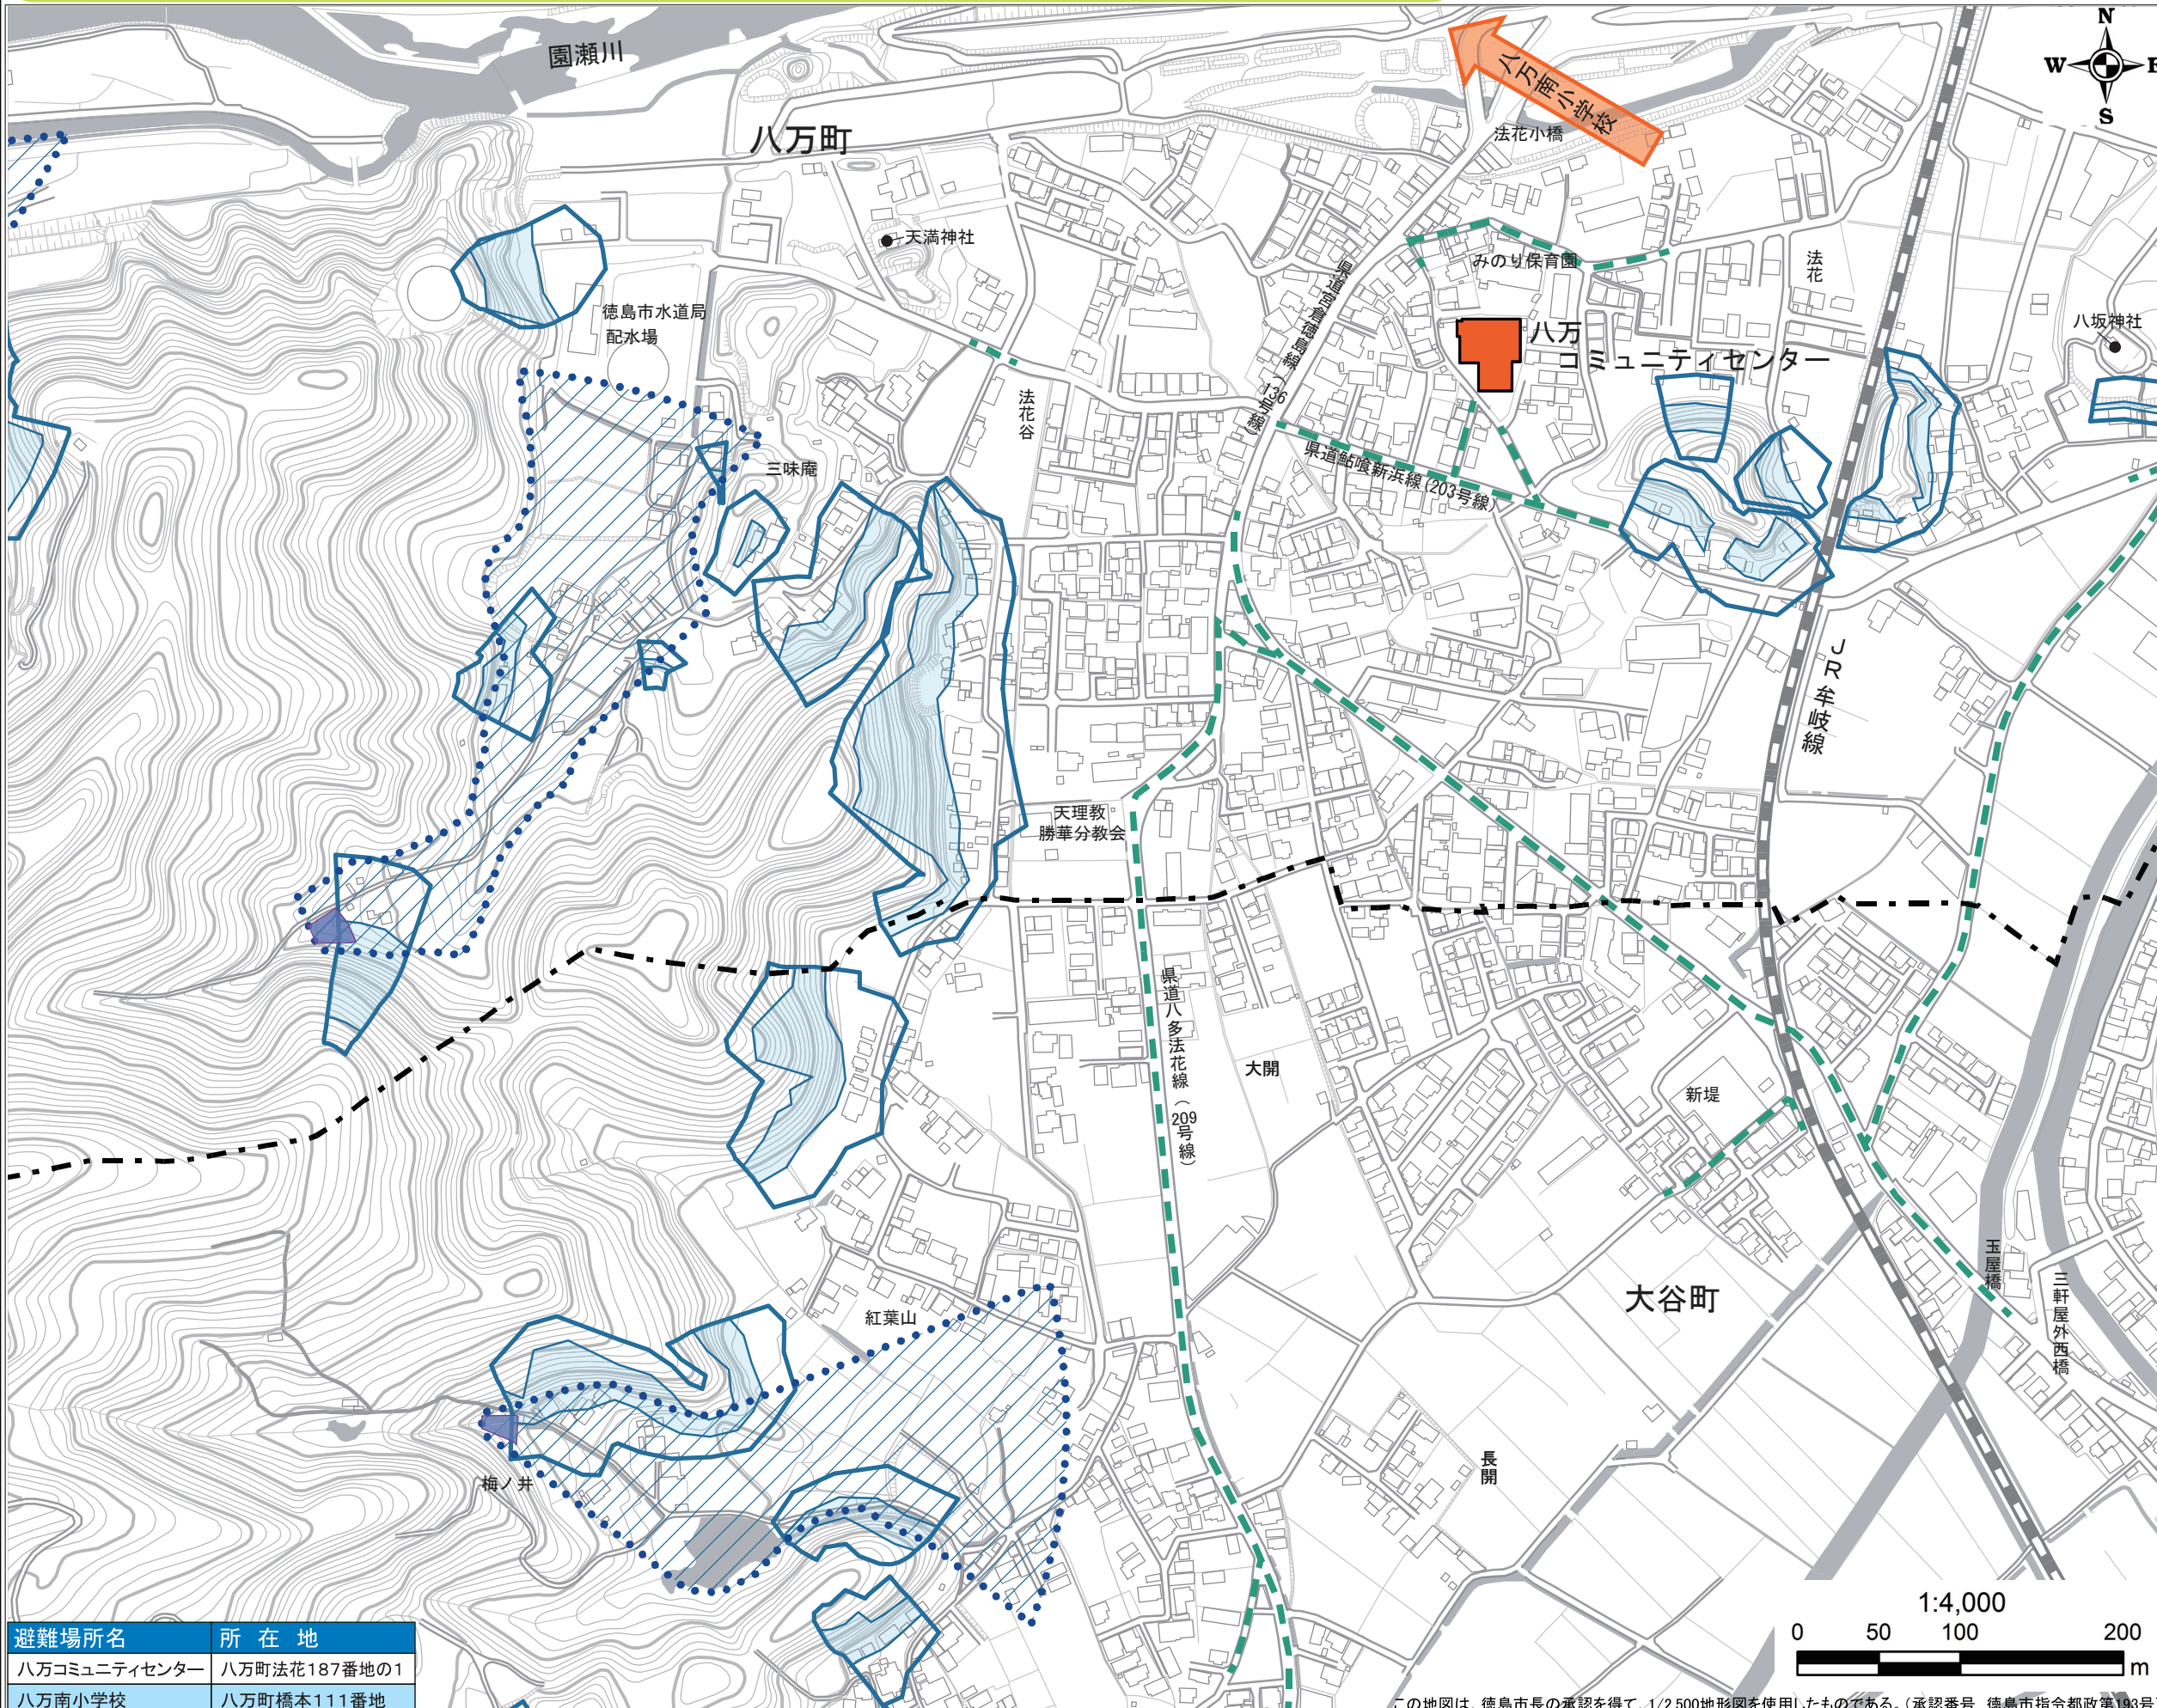 園瀬川
八万町
八万南小学校
法花小橋
N
W
E
S
天満神社
みのり保育園
法花
徳島市水道局
配水場
県道宮倉徳島線(136号線)
八万
コミュニティセンター
八坂神社
法花谷
三味庵
県道鮎喰新浜線(203号線)
JR牟岐線
天理教
勝華分教会
県道八多法花線(209号線)
大開
新堤
玉屋橋
三軒屋外西橋
大谷町
紅葉山
長開
梅ノ井
1:4,000
0 50 100 200
m
避難場所名 所在地
八万コミュニティセンター 八万町法花187番地の1
八万南小学校 八万町橋本111番地
この地図は、徳島市長の承認を得て、1/2,500地形図を使用したものである。(承認番号 徳島市指令都政第193号